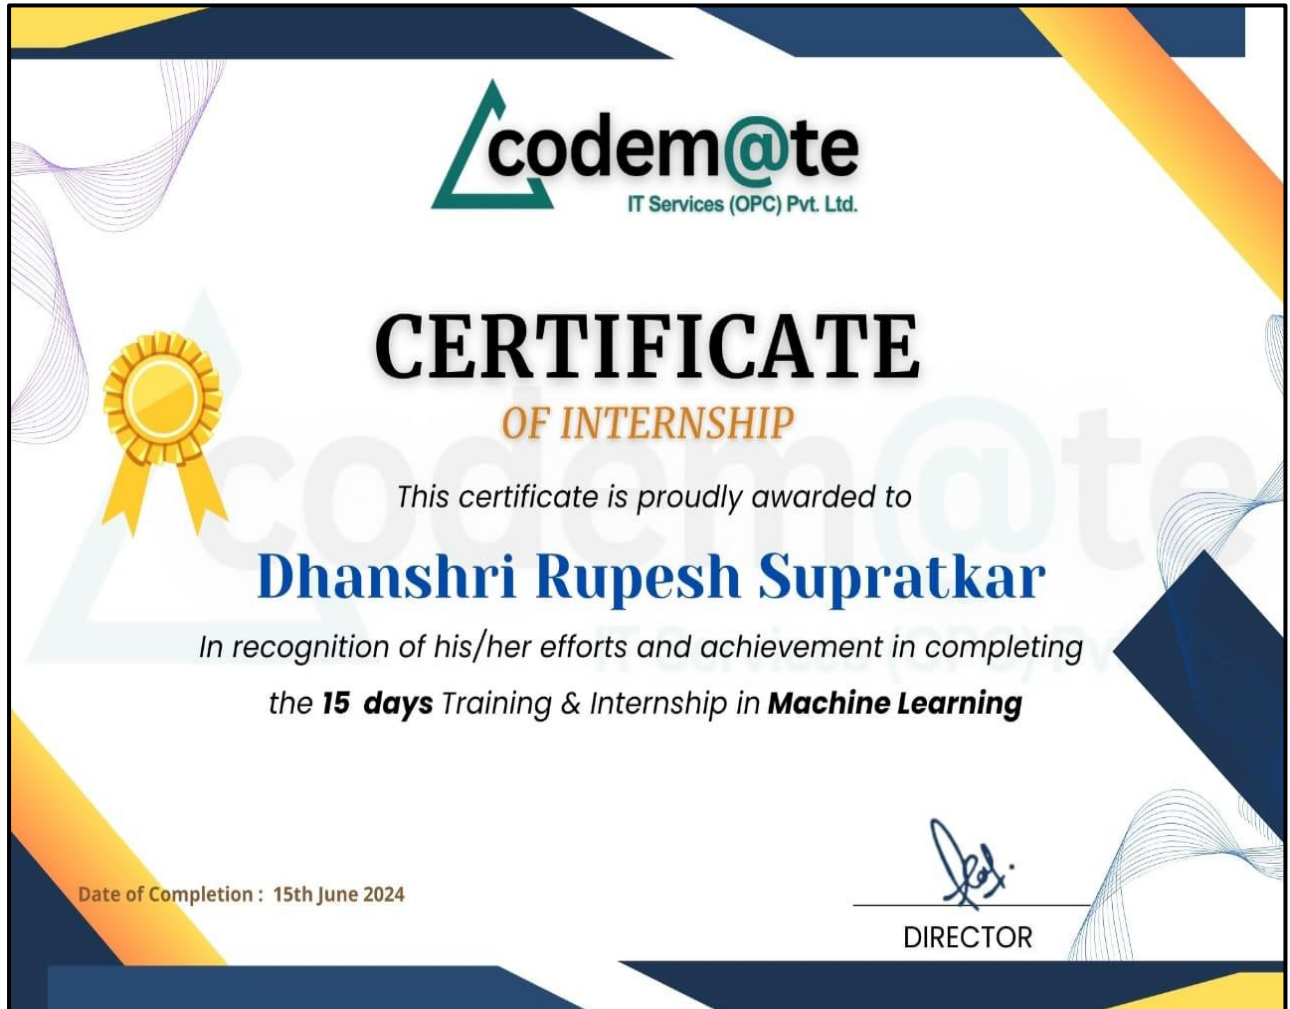 codem@te
IT Services (OPC) Pvt. Ltd.
CERTIFICATE
OF INTERNSHIP
This certificate is proudly awarded to
Dhanshri Rupesh Supratkar
In recognition of his/her efforts and achievement in completing
the 15 days Training & Internship in Machine Learning
Date of Completion : 15th June 2024
DIRECTOR